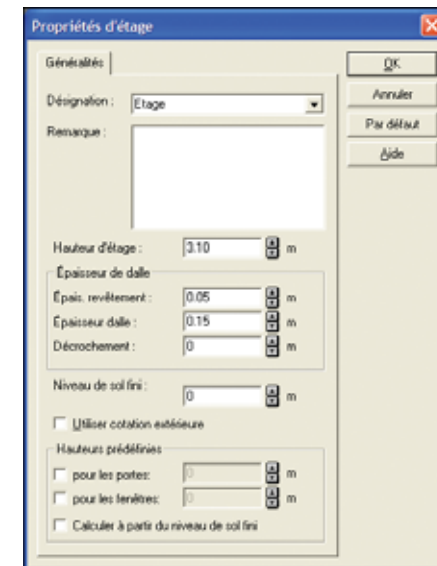 Propriétés d'étage
Généralités
OK
Annuler
Par défaut
Aide
Désignation :
Etage
Remarque :
Hauteur d'étage :
3.10
m
Épaisseur de dalle
Épais. revêtement :
0.05
m
Épaisseur dalle :
0.15
m
Décrochement :
0
m
Niveau de sol fini :
0
m
Utiliser cotation extérieure
Hauteurs prédéfinies
pour les portes:
0
m
pour les fenêtres:
0
m
Calculer à partir du niveau de sol fini